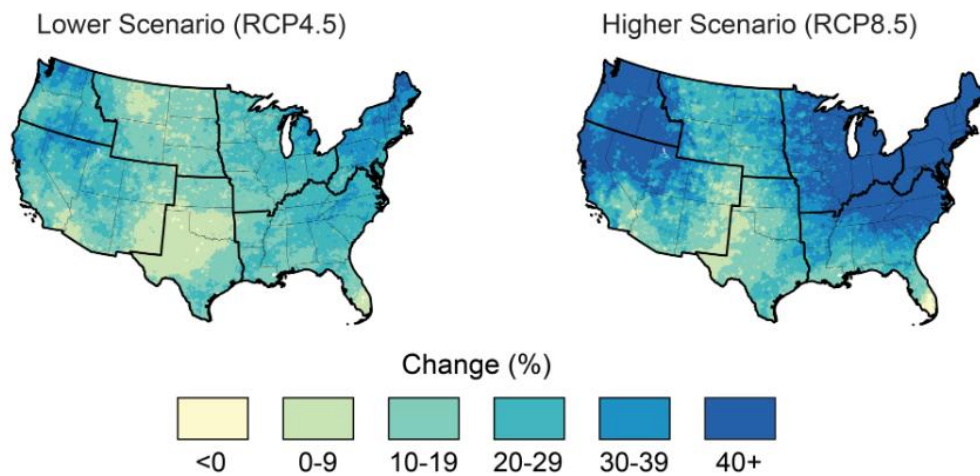 Lower Scenario (RCP4.5)
Higher Scenario (RCP8.5)
Change (%)
<0 0-9 10-19 20-29 30-39 40+